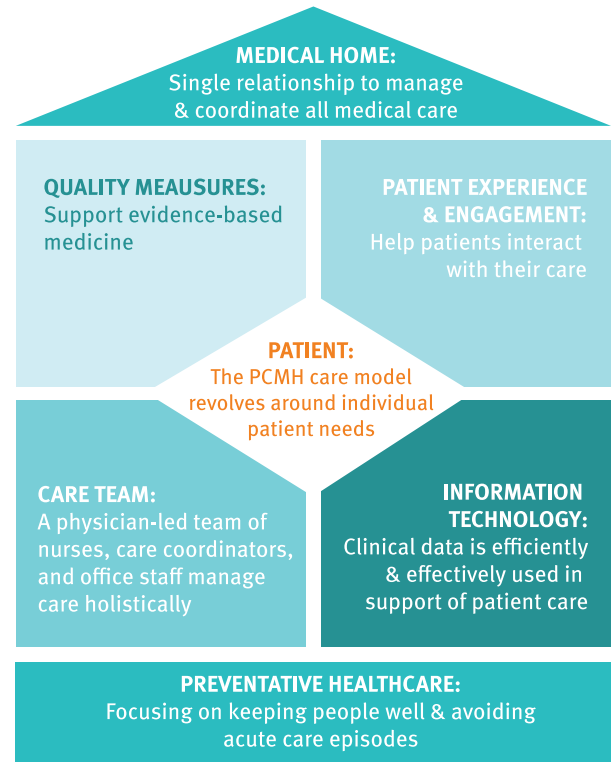 MEDICAL HOME:
Single relationship to manage
& coordinate all medical care
QUALITY MEAUSURES:
Support evidence-based
medicine
PATIENT EXPERIENCE
& ENGAGEMENT:
Help patients interact
with their care
PATIENT:
The PCMH care model
revolves around individual
patient needs
CARE TEAM:
A physician-led team of
nurses, care coordinators,
and office staff manage
care holistically
INFORMATION
TECHNOLOGY:
Clinical data is efficiently
& effectively used in
support of patient care
PREVENTATIVE HEALTHCARE:
Focusing on keeping people well & avoiding
acute care episodes